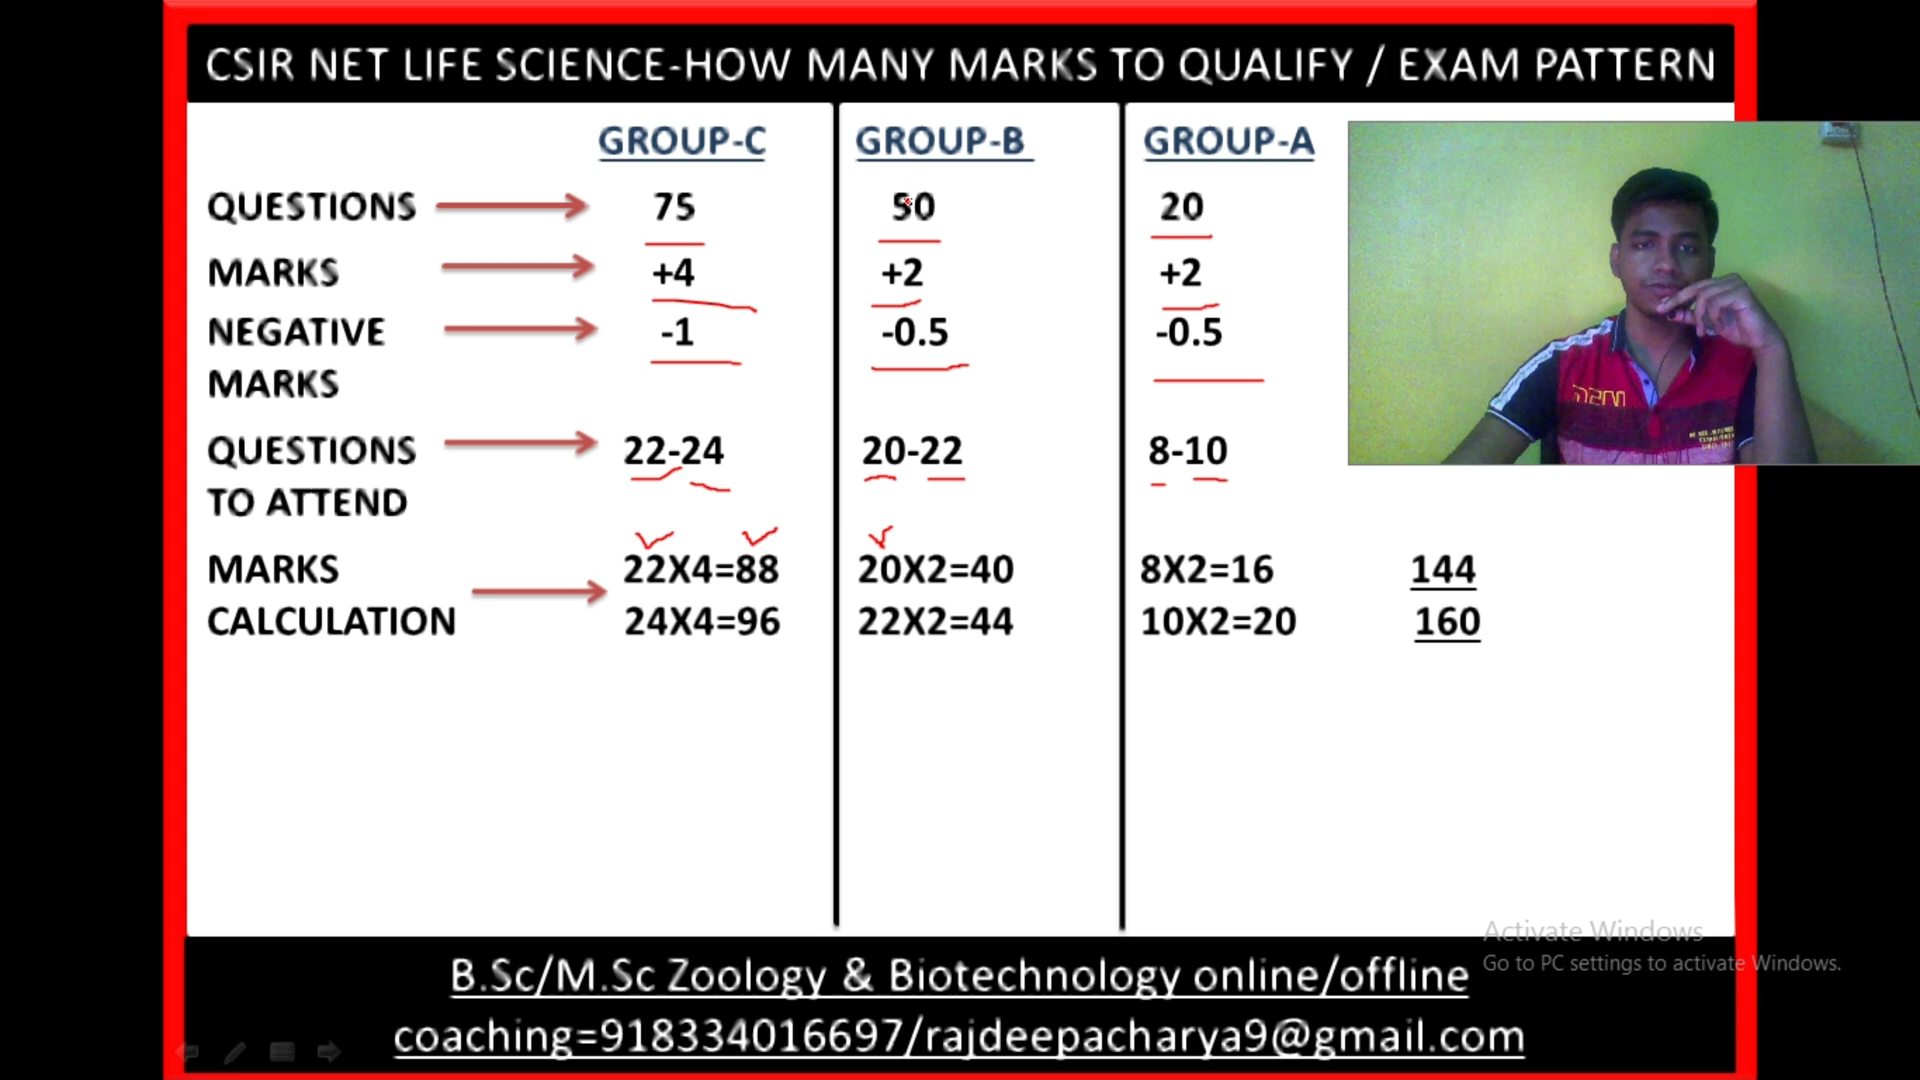 CSIR NET LIFE SCIENCE-HOW MANY MARKS TO QUALIFY / EXAM PATTERN
GROUP-C GROUP-B GROUP-A
QUESTIONS 75 50 20
MARKS +4 +2 +2
NEGATIVE -1 -0.5 -0.5
MARKS
QUESTIONS 22-24 20-22 8-10
TO ATTEND
MARKS 22X4=88 20X2=40 8X2=16 144
CALCULATION 24X4=96 22X2=44 10X2=20 160
Activate Windows
Go to PC settings to activate Windows.
B.Sc/M.Sc Zoology & Biotechnology online/offline
coaching=918334016697/rajdeepacharya9@gmail.com